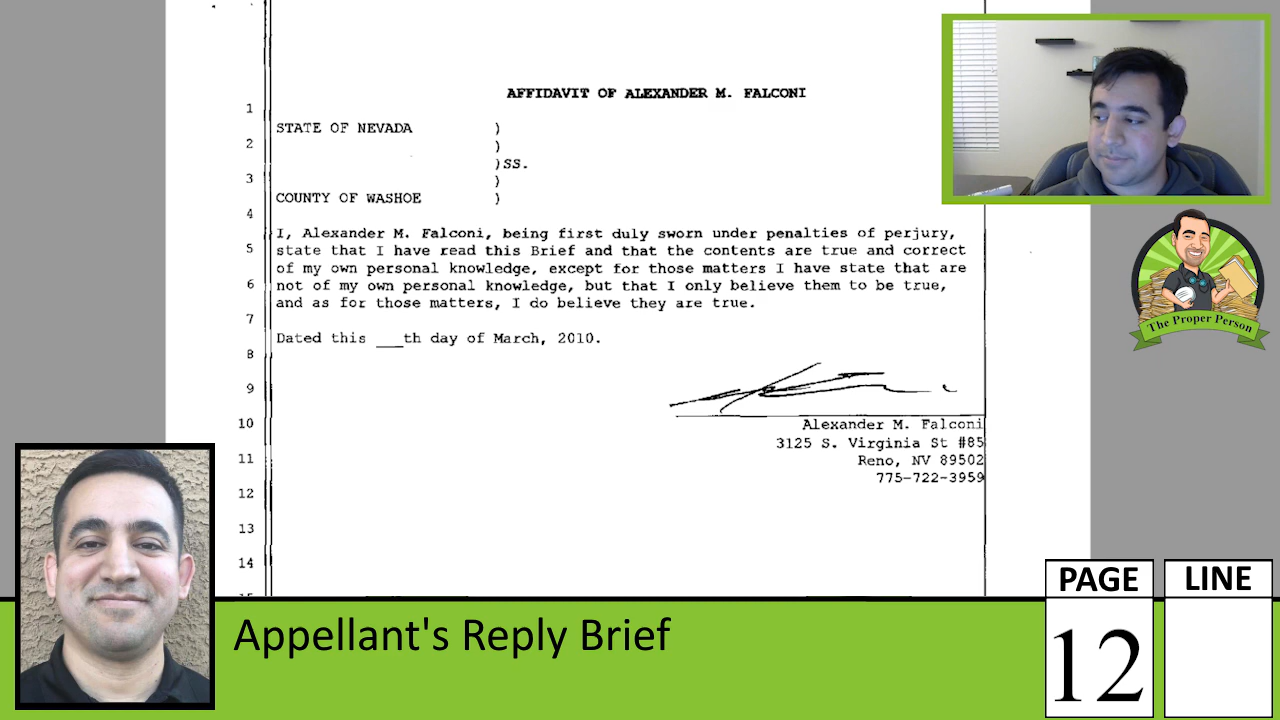 AFFIDAVIT OF ALEXANDER M. FALCONI
1
STATE OF NEVADA )
2 )
)SS.
3 )
COUNTY OF WASHOE )
4
I, Alexander M. Falconi, being first duly sworn under penalties of perjury,
5
state that I have read this Brief and that the contents are true and correct
of my own personal knowledge, except for those matters I have state that are
6
not of my own personal knowledge, but that I only believe them to be true,
and as for those matters, I do believe they are true.
7
Dated this ___th day of March, 2010.
8
9
10
Alexander M. Falconi
3125 S. Virginia St #85
11
Reno, NV 89502
775-722-3959
12
13
14
15
The Proper Person
Appellant's Reply Brief
PAGE
12
LINE